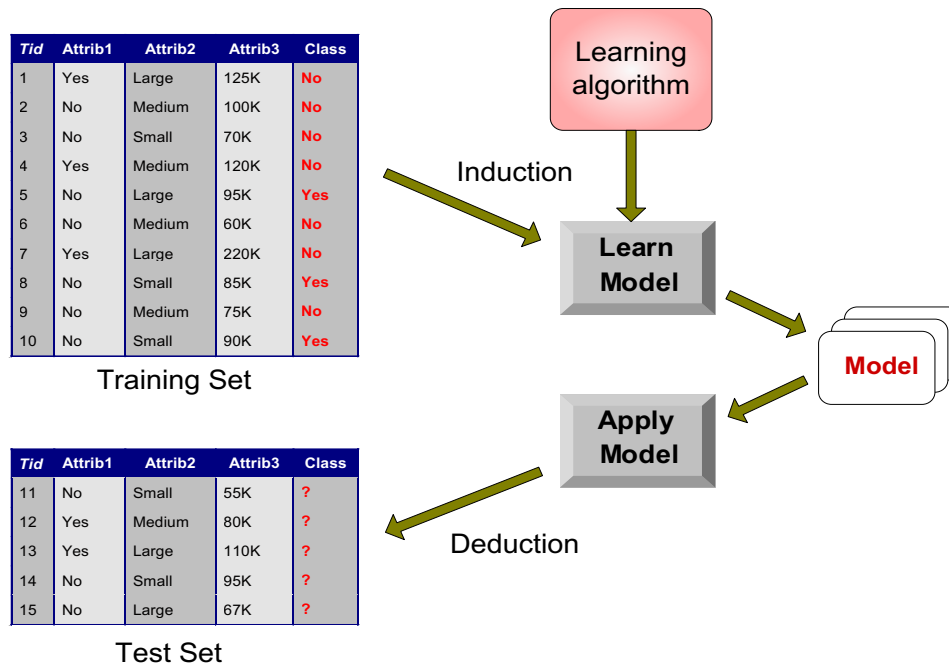 Tid Attrib1 Attrib2 Attrib3 Class
1 Yes Large 125K No
2 No Medium 100K No
3 No Small 70K No
4 Yes Medium 120K No
5 No Large 95K Yes
6 No Medium 60K No
7 Yes Large 220K No
8 No Small 85K Yes
9 No Medium 75K No
10 No Small 90K Yes
Training Set
Learning
algorithm
Induction
Learn
Model
Model
Apply
Model
Deduction
Tid Attrib1 Attrib2 Attrib3 Class
11 No Small 55K ?
12 Yes Medium 80K ?
13 Yes Large 110K ?
14 No Small 95K ?
15 No Large 67K ?
Test Set